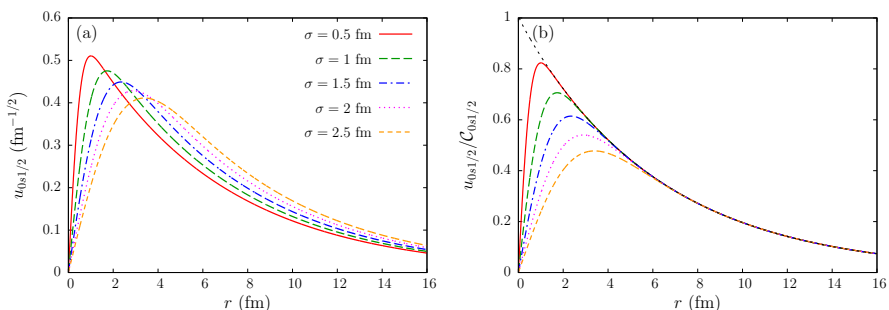 (a)
σ = 0.5 fm
σ = 1 fm
σ = 1.5 fm
σ = 2 fm
σ = 2.5 fm
u0s1/2 (fm−1/2)
0.6
0.5
0.4
0.3
0.2
0.1
0
0 2 4 6 8 10 12 14 16
r (fm)
(b)
u0s1/2/C0s1/2
1
0.8
0.6
0.4
0.2
0
0 2 4 6 8 10 12 14 16
r (fm)